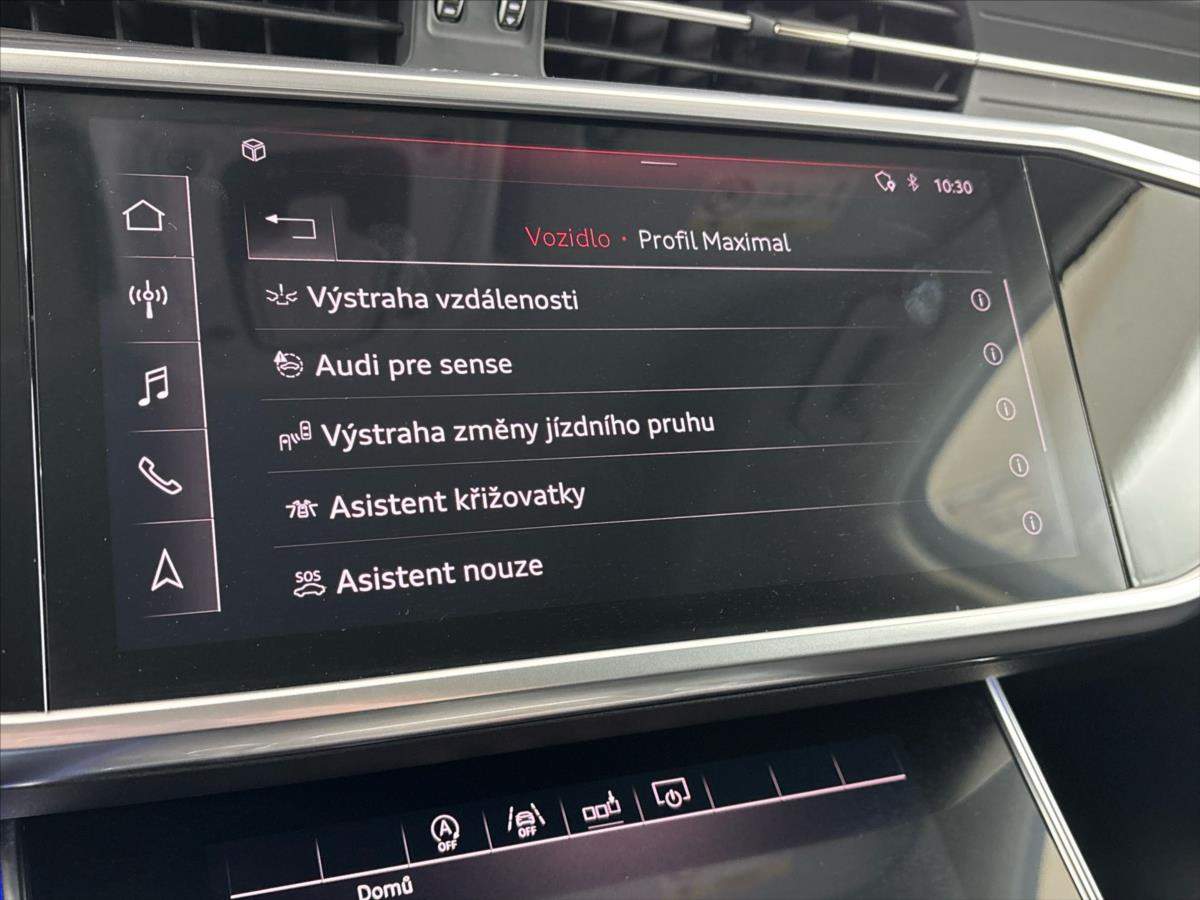 10:30
Vozidlo · Profil Maximal
Výstraha vzdálenosti
Audi pre sense
Výstraha změny jízdního pruhu
Asistent křižovatky
SOS Asistent nouze
A OFF
OFF
Domů